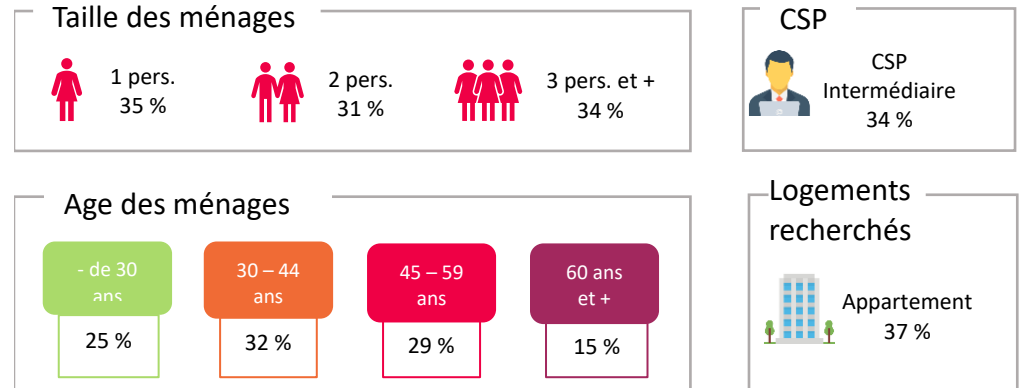 Taille des ménages
1 pers.
35 %
2 pers.
31 %
3 pers. et +
34 %
CSP
CSP
Intermédiaire
34 %
Age des ménages
- de 30
ans
25 %
30 – 44
ans
32 %
45 – 59
ans
29 %
60 ans
et +
15 %
Logements
recherchés
Appartement
37 %